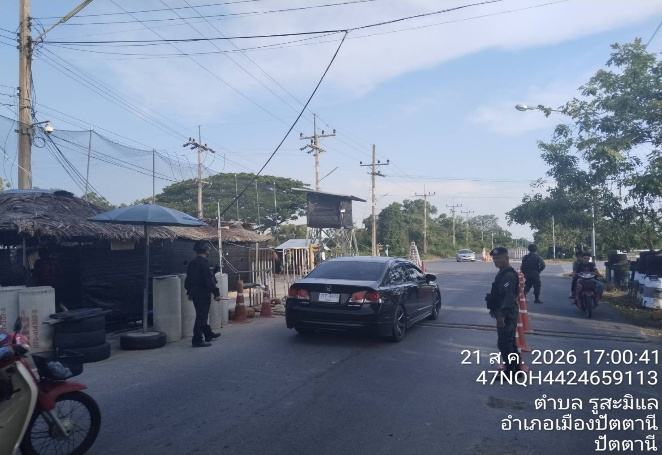 21 ส.ค. 2026 17:00:41
47NQH4424659113
ตำบล รูสะมิแล
อำเภอเมืองปัตตานี
ปัตตานี